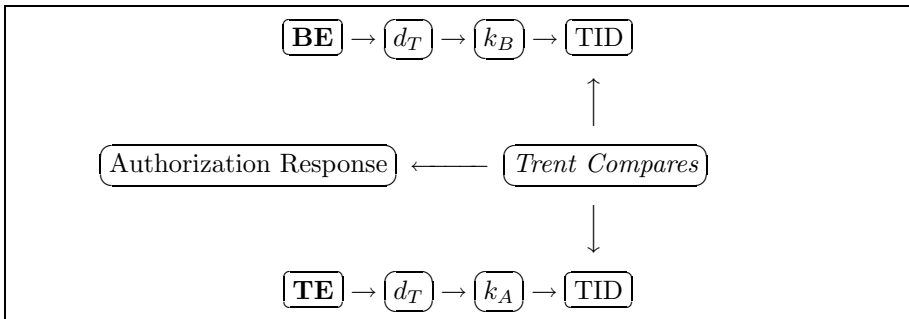 BE → d_T → k_B → TID
Authorization Response ← Trent Compares
TE → d_T → k_A → TID